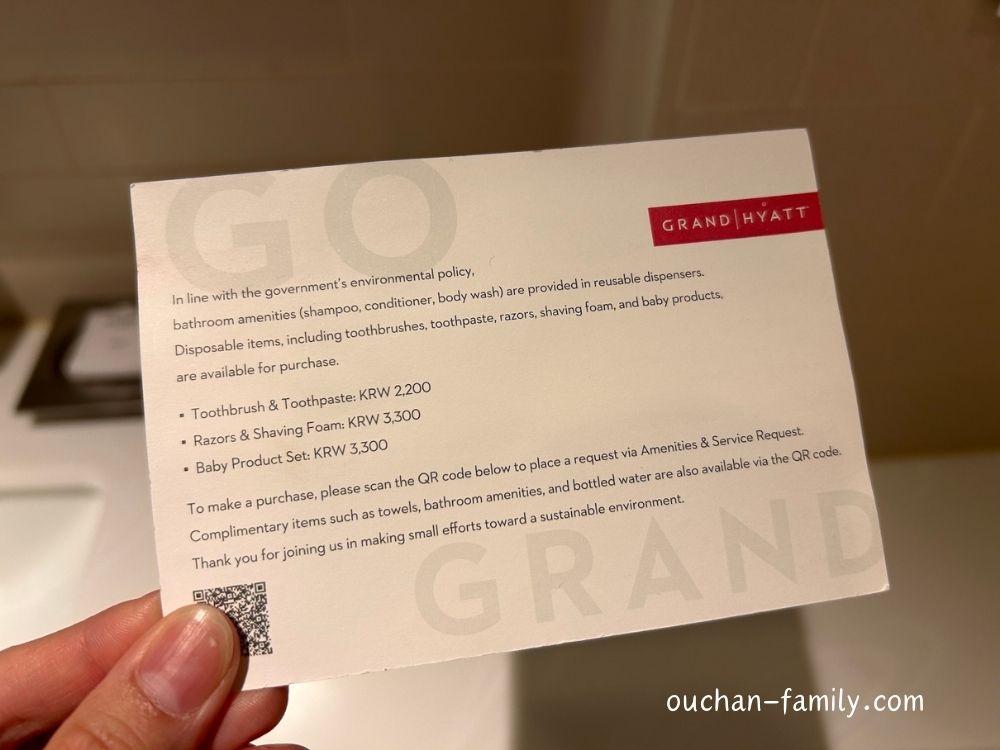 GO
GRAND | HYATT
In line with the government's environmental policy,
bathroom amenities (shampoo, conditioner, body wash) are provided in reusable dispensers.
Disposable items, including toothbrushes, toothpaste, razors, shaving foam, and baby products,
are available for purchase.
▪ Toothbrush & Toothpaste: KRW 2,200
▪ Razors & Shaving Foam: KRW 3,300
▪ Baby Product Set: KRW 3,300
To make a purchase, please scan the QR code below to place a request via Amenities & Service Request.
Complimentary items such as towels, bathroom amenities, and bottled water are also available via the QR code.
Thank you for joining us in making small efforts toward a sustainable environment.
GRAND
ouchan-family.com